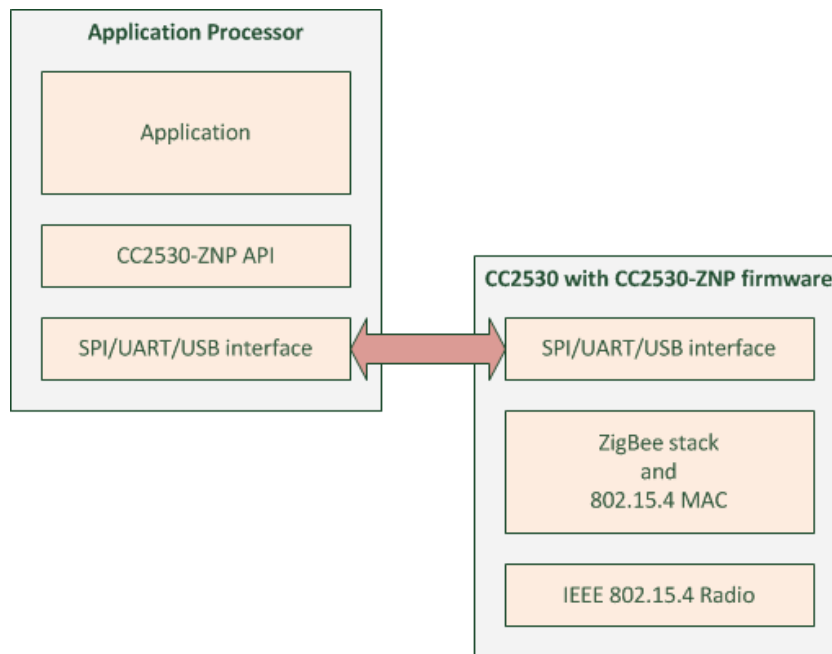 Application Processor
Application
CC2530-ZNP API
SPI/UART/USB interface
CC2530 with CC2530-ZNP firmware
SPI/UART/USB interface
ZigBee stack
and
802.15.4 MAC
IEEE 802.15.4 Radio